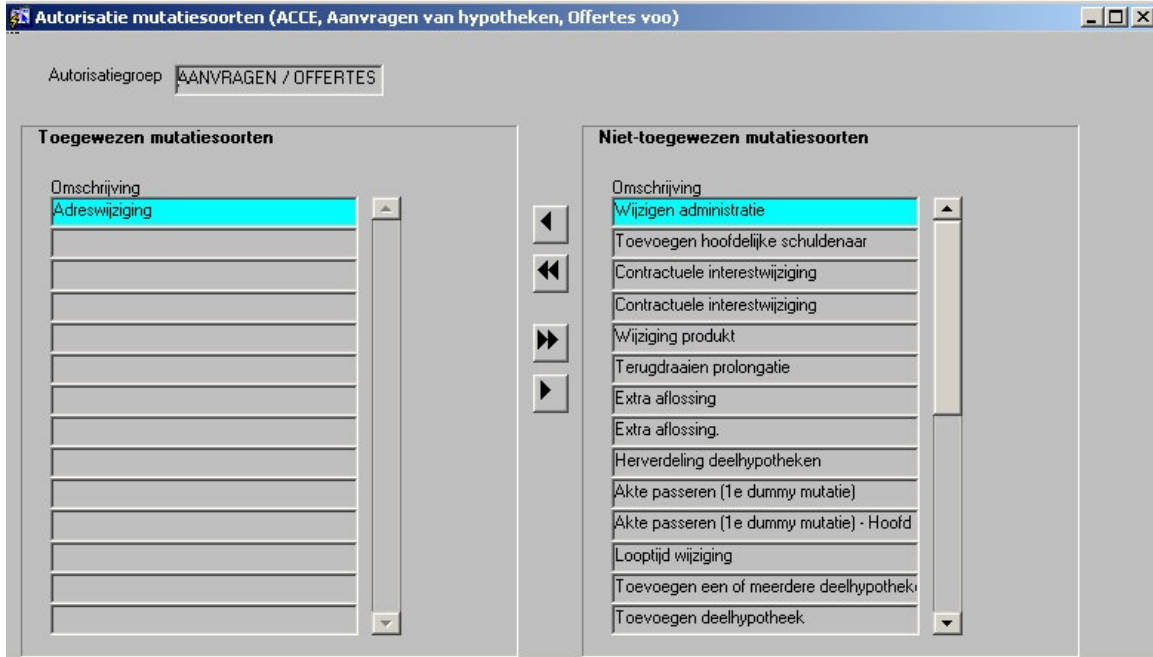 Autorisatie mutatiesoorten (ACCE, Aanvragen van hypotheken, Offertes voo)
Autorisatiegroep AANVRAGEN / OFFERTES
Toegewezen mutatiesoorten
Omschrijving
Adreswijziging
Niet-toegewezen mutatiesoorten
Omschrijving
Wijzigen administratie
Toevoegen hoofdelijke schuldenaar
Contractuele interestwijziging
Contractuele interestwijziging
Wijziging produkt
Terugdraaien prolongatie
Extra aflossing
Extra aflossing.
Herverdeling deelhypotheken
Akte passeren (1e dummy mutatie)
Akte passeren (1e dummy mutatie) - Hoofd
Looptijd wijziging
Toevoegen een of meerdere deelhypothek
Toevoegen deelhypotheek